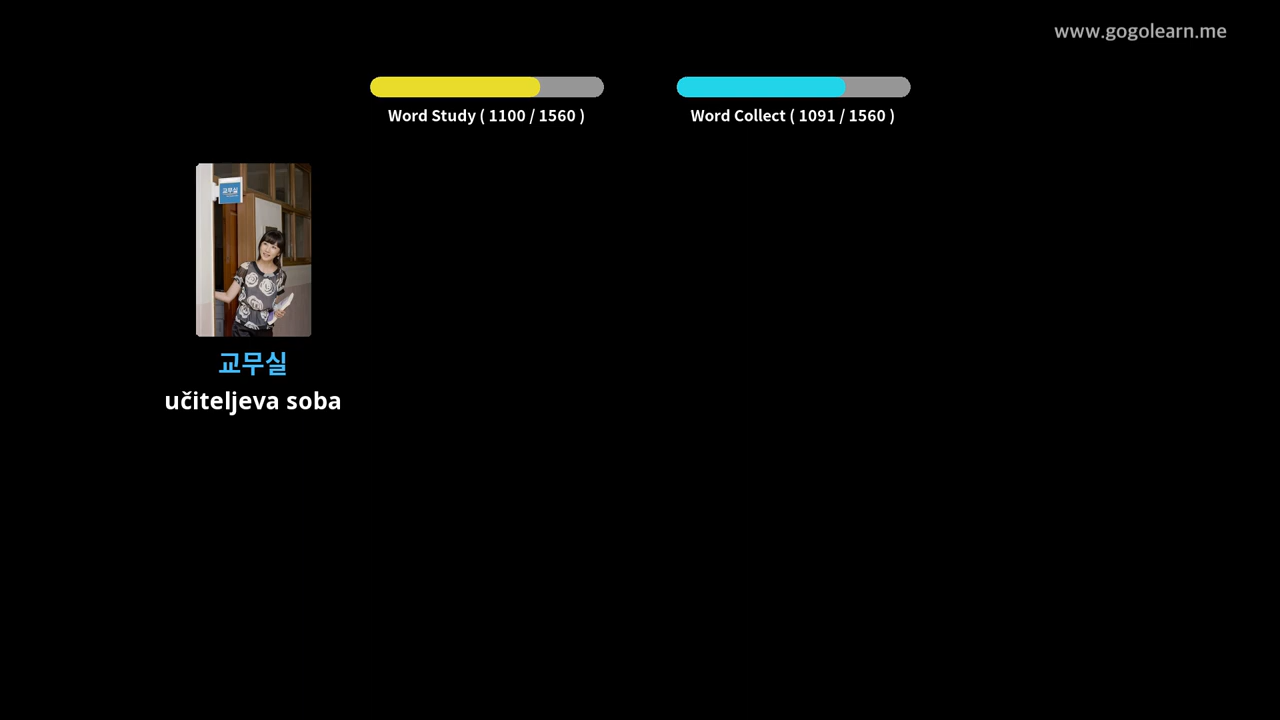 www.gogolearn.me
Word Study ( 1100 / 1560 )
Word Collect ( 1091 / 1560 )
교무실
교무실
učiteljeva soba